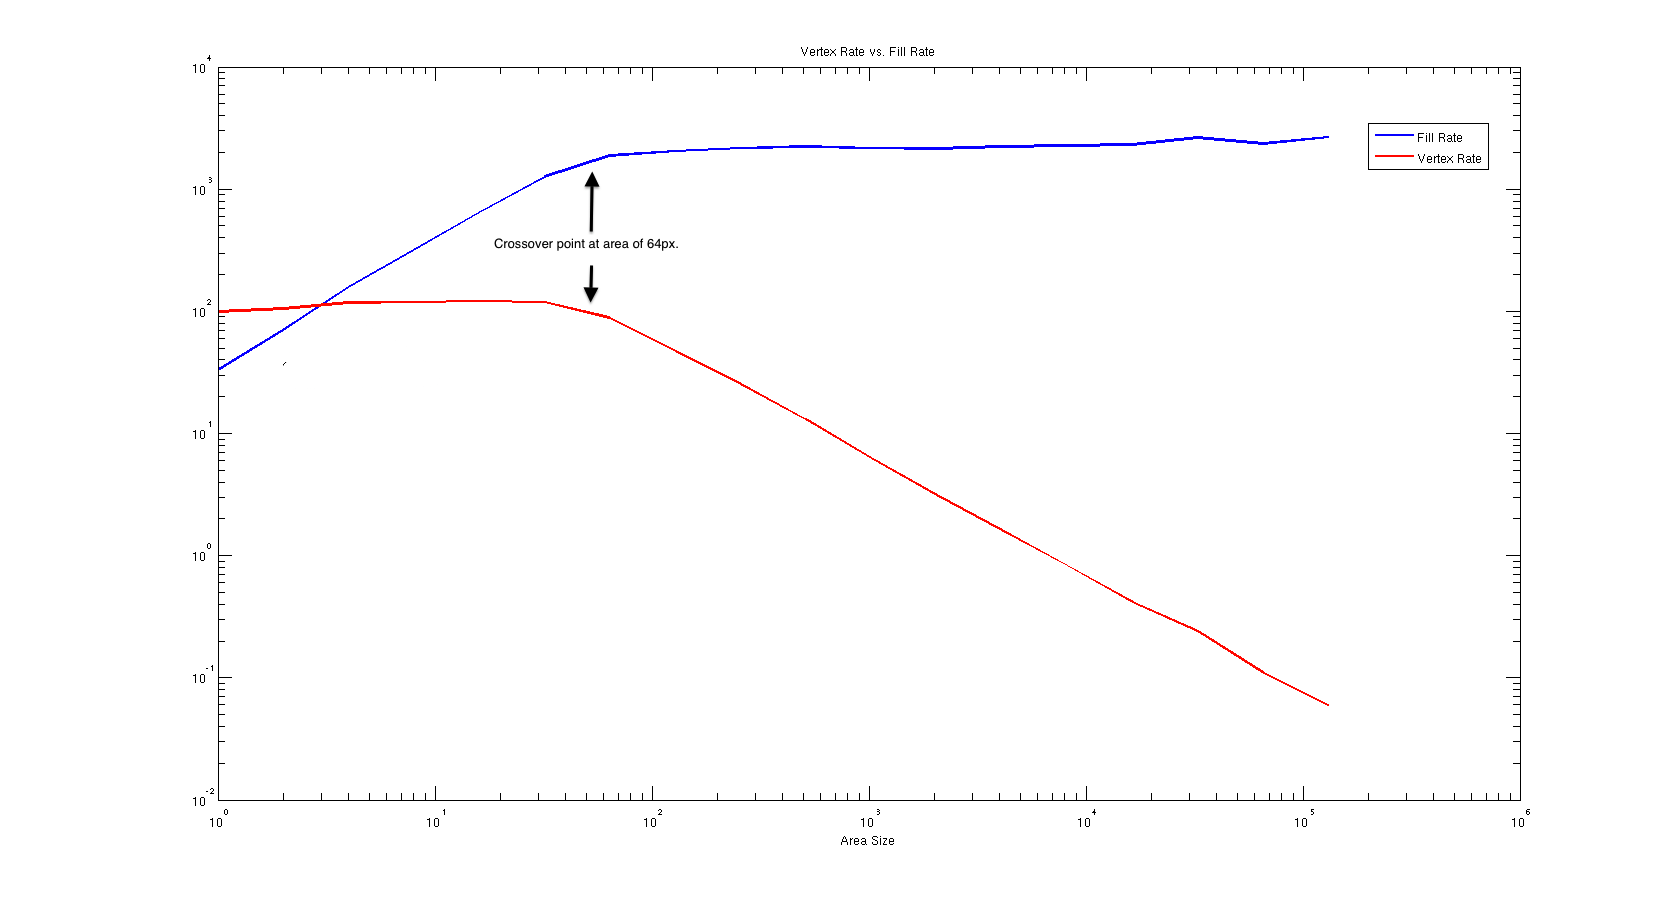 Vertex Rate vs. Fill Rate
10^4
Fill Rate
Vertex Rate
10^3
Crossover point at area of 64px.
10^2
10^1
10^0
10^-1
10^-2
10^0 10^1 10^2 10^3 10^4 10^5 10^6
Area Size